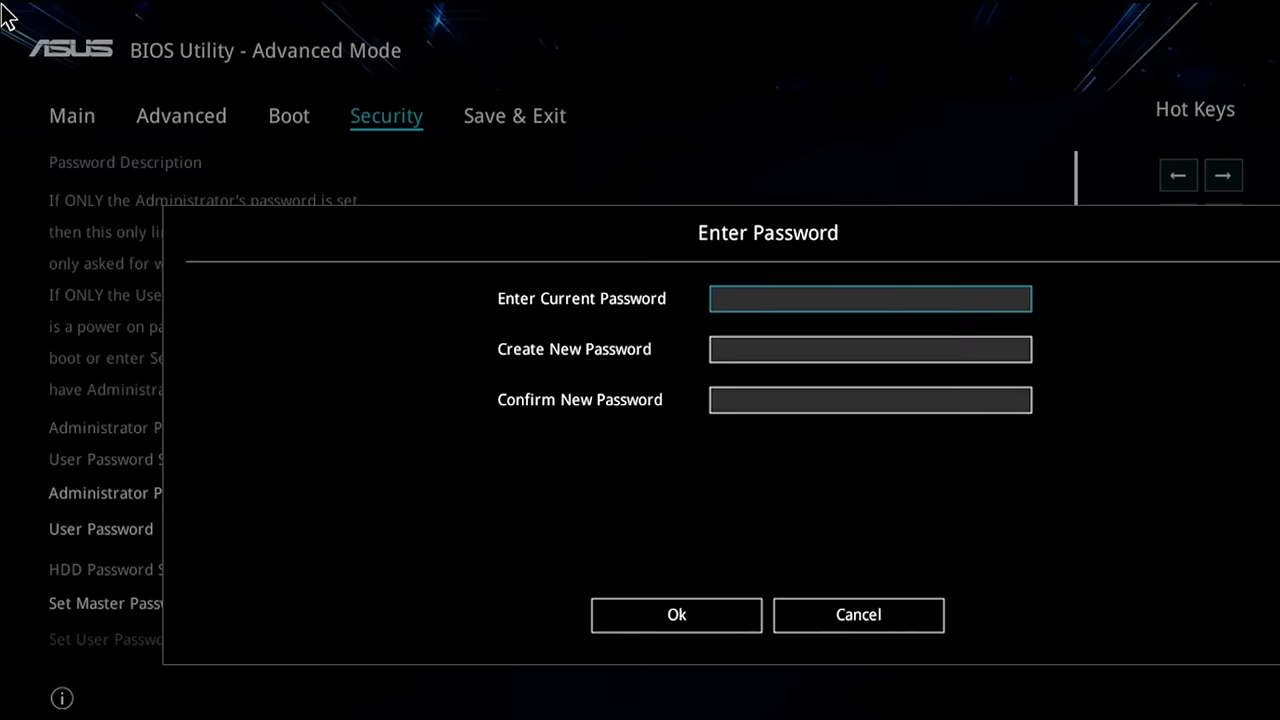 ASUS BIOS Utility - Advanced Mode
Main Advanced Boot Security Save & Exit
Hot Keys
Password Description
← →
If ONLY the Administrator's password is set
then this only li
only asked for w
If ONLY the Use
is a power on pa
boot or enter Se
have Administra
Administrator P
User Password S
Administrator P
User Password
HDD Password S
Set Master Passw
Set User Passwo
Enter Password
Enter Current Password
Create New Password
Confirm New Password
Ok Cancel